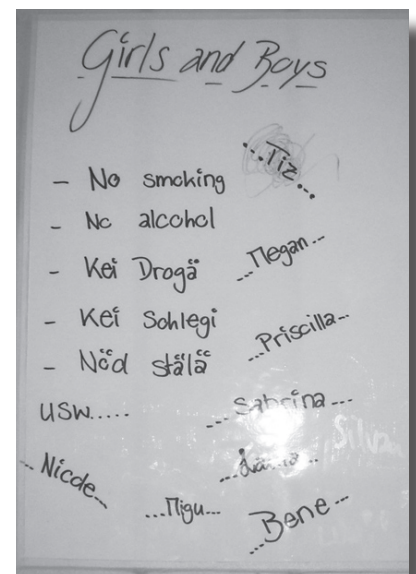 Girls and Boys
...Tiz...
- No smoking
- No alcohol
...Megan...
- Kei Drogä
- Kei Schlegi
...Priscilla...
- Nöd stälä
USW.....
...Sabrina...
...Nicole...
...Migu...
...Bene...